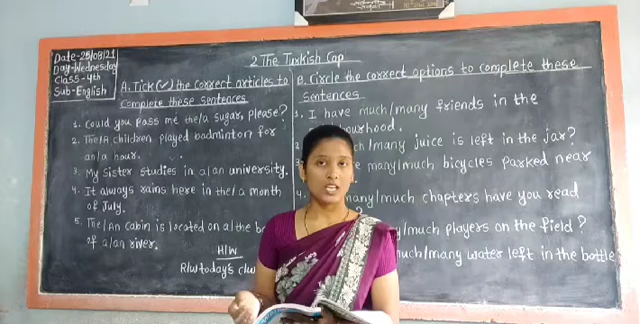 Date-25/08/21
Day-Wednesday
Class-4th
Sub-English
2 The Turkish Cap
A. Tick (✓) the correct articles to
complete these sentences
1. Could you pass me the/a sugar, please?
2. The/A children played badminton for
an/a hour.
3. My sister studies in a/an university.
4. It always rains here in the/a month
of July.
5. The/An cabin is located on a/the
of a/an river.
H/W
R/w today's c/w
B. Circle the correct options to complete these
sentences
1. I have much/many friends in the
many juice is left in the jar?
many/much bicycles parked near
many/much chapters have you read
much players on the field?
much/many water left in the bottle